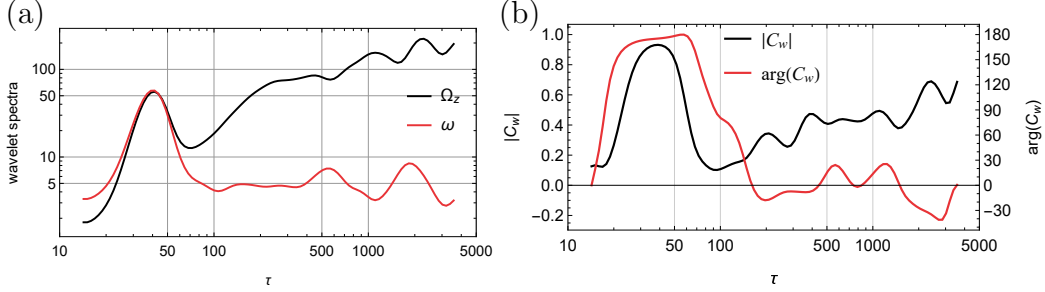 (a)
wavelet spectra
100
50
10
5
Ω_z
ω
10
50
100
500
1000
5000
τ
(b)
|C_w|
1.0
0.8
0.6
0.4
0.2
0.0
-0.2
|C_w|
arg(C_w)
180
150
120
90
60
30
0
-30
arg(C_w)
10
50
100
500
1000
5000
τ